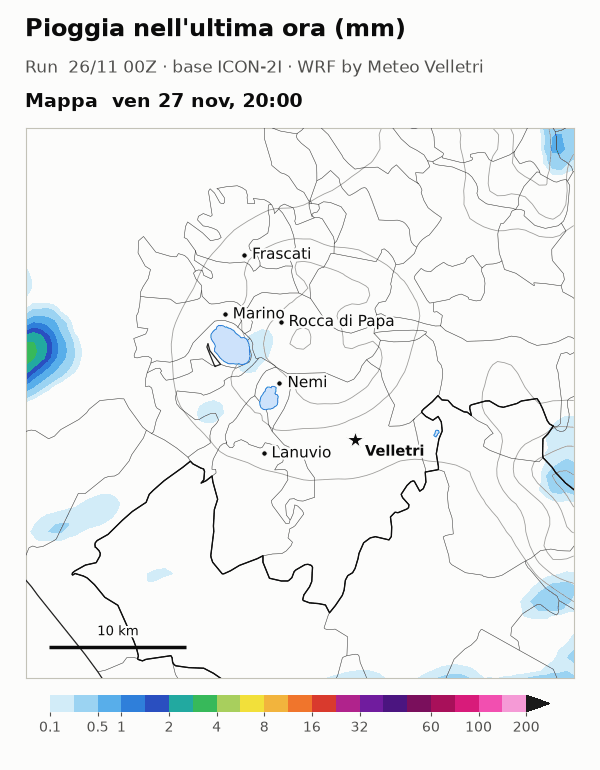 Pioggia nell'ultima ora (mm)
Run 26/11 00Z · base ICON-2I · WRF by Meteo Velletri
Mappa ven 27 nov, 20:00
Frascati
Marino
Rocca di Papa
Nemi
Velletri
Lanuvio
10 km
0.1 0.5 1 2 4 8 16 32 60 100 200